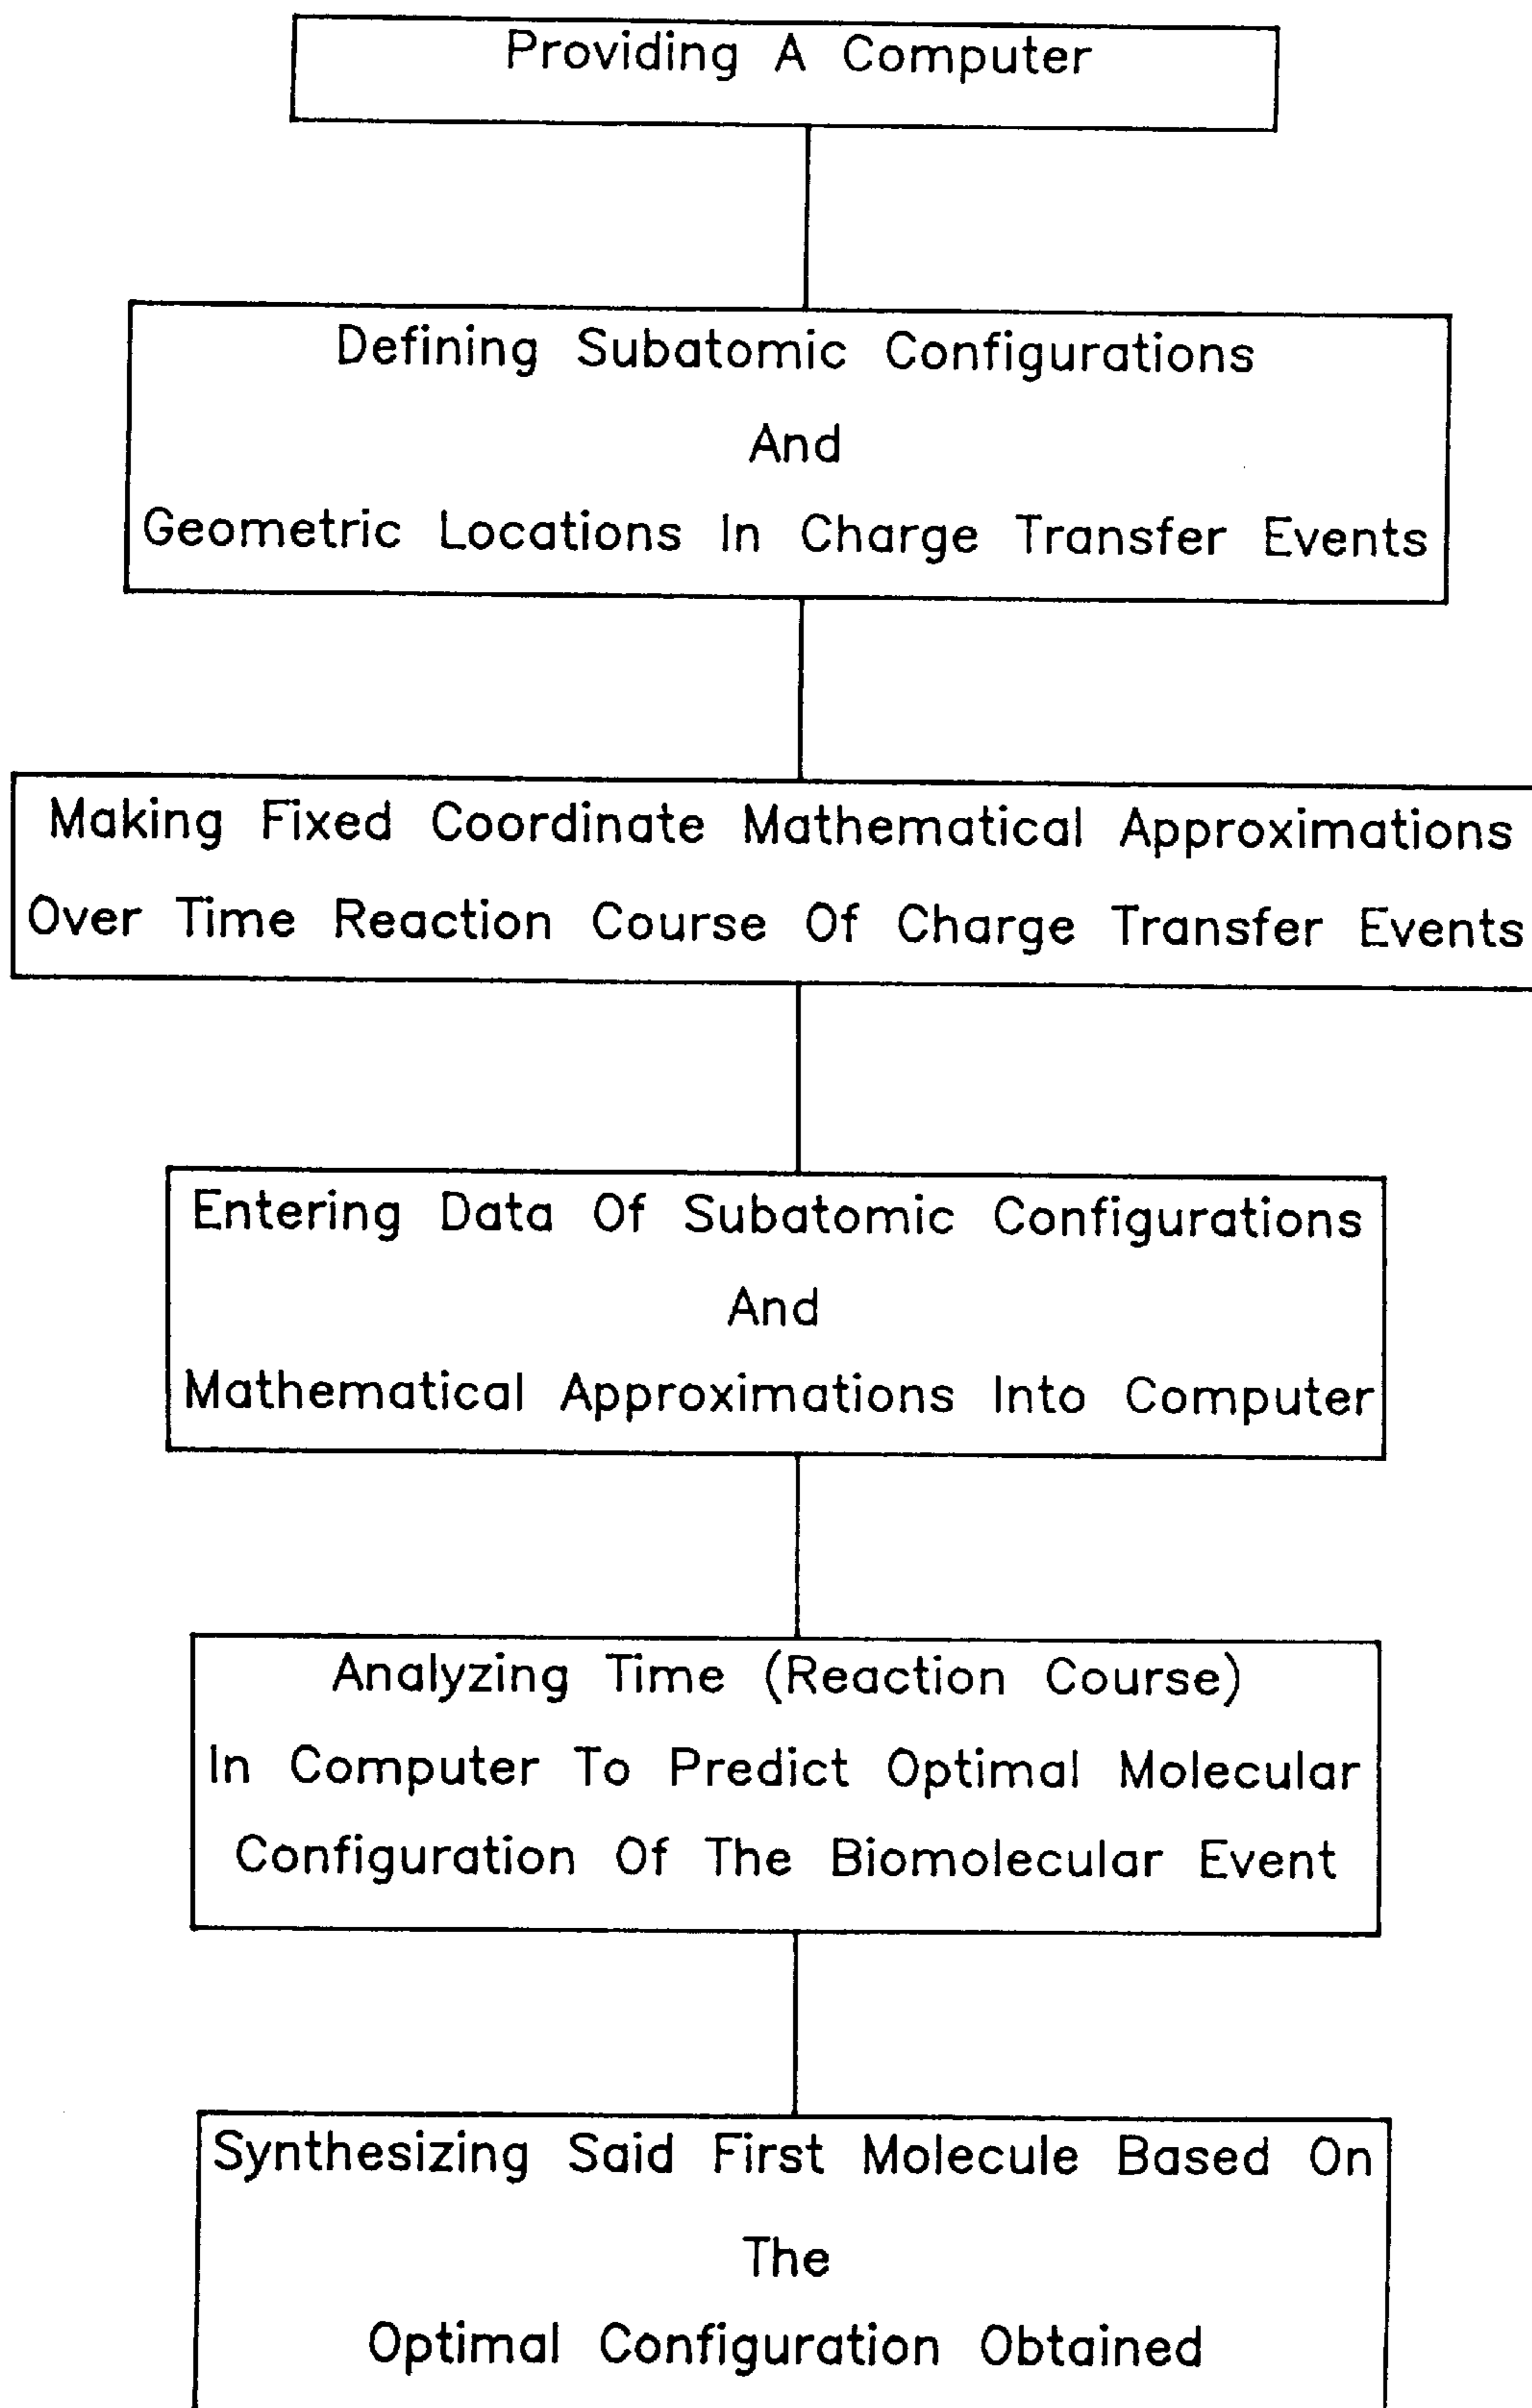 Providing A Computer
Defining Subatomic Configurations
And
Geometric Locations In Charge Transfer Events
Making Fixed Coordinate Mathematical Approximations
Over Time Reaction Course Of Charge Transfer Events
Entering Data Of Subatomic Configurations
And
Mathematical Approximations Into Computer
Analyzing Time (Reaction Course)
In Computer To Predict Optimal Molecular
Configuration Of The Biomolecular Event
Synthesizing Said First Molecule Based On
The
Optimal Configuration Obtained